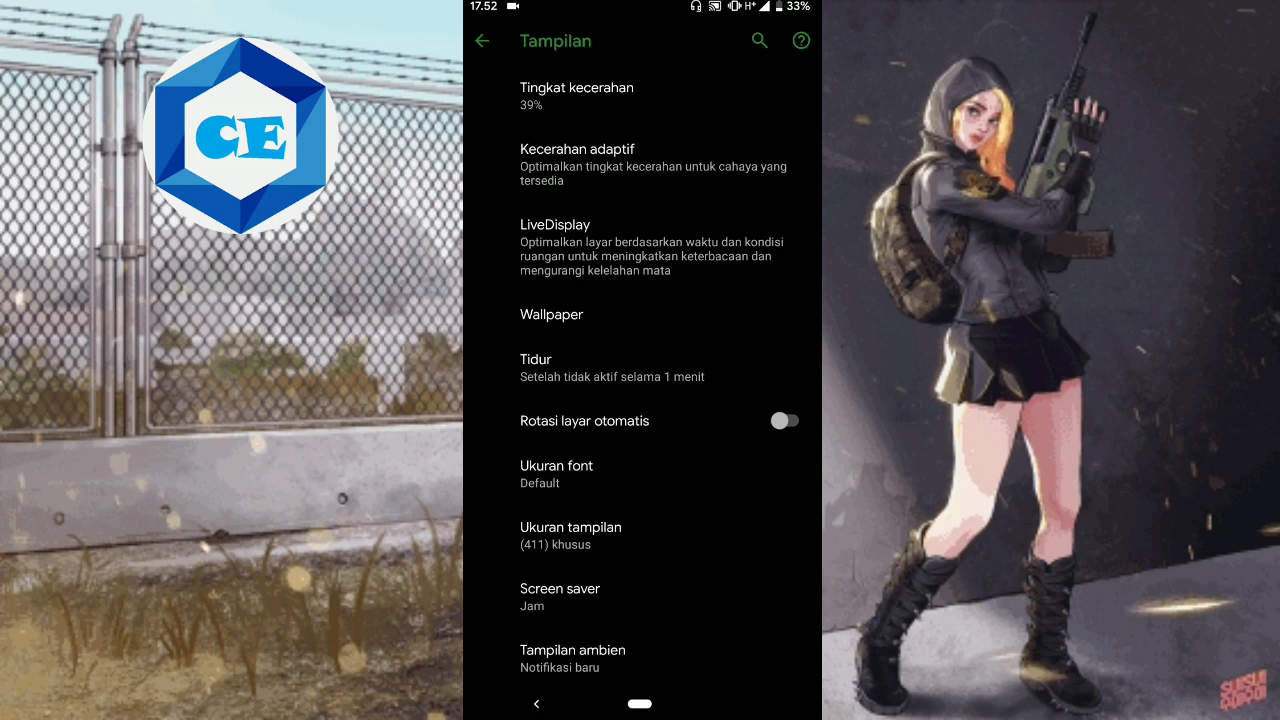 17.52
H+
33%
CE
Tampilan
Tingkat kecerahan
39%
Kecerahan adaptif
Optimalkan tingkat kecerahan untuk cahaya yang
tersedia
LiveDisplay
Optimalkan layar berdasarkan waktu dan kondisi
ruangan untuk meningkatkan keterbacaan dan
mengurangi kelelahan mata
Wallpaper
Tidur
Setelah tidak aktif selama 1 menit
Rotasi layar otomatis
Ukuran font
Default
Ukuran tampilan
(411) khusus
Screen saver
Jam
Tampilan ambien
Notifikasi baru